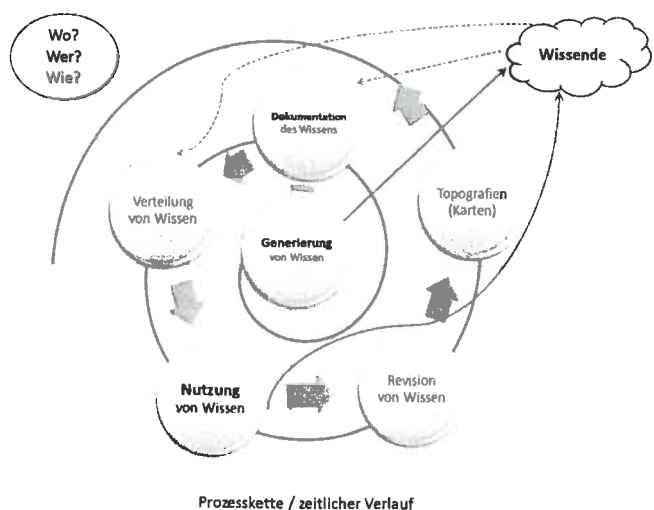 Wo?
Wer?
Wie?
Wissende
Dokumentation
des Wissens
Verteilung
von Wissen
Topografien
(Karten)
Generierung
von Wissen
Nutzung
von Wissen
Revision
von Wissen
Prozesskette / zeitlicher Verlauf